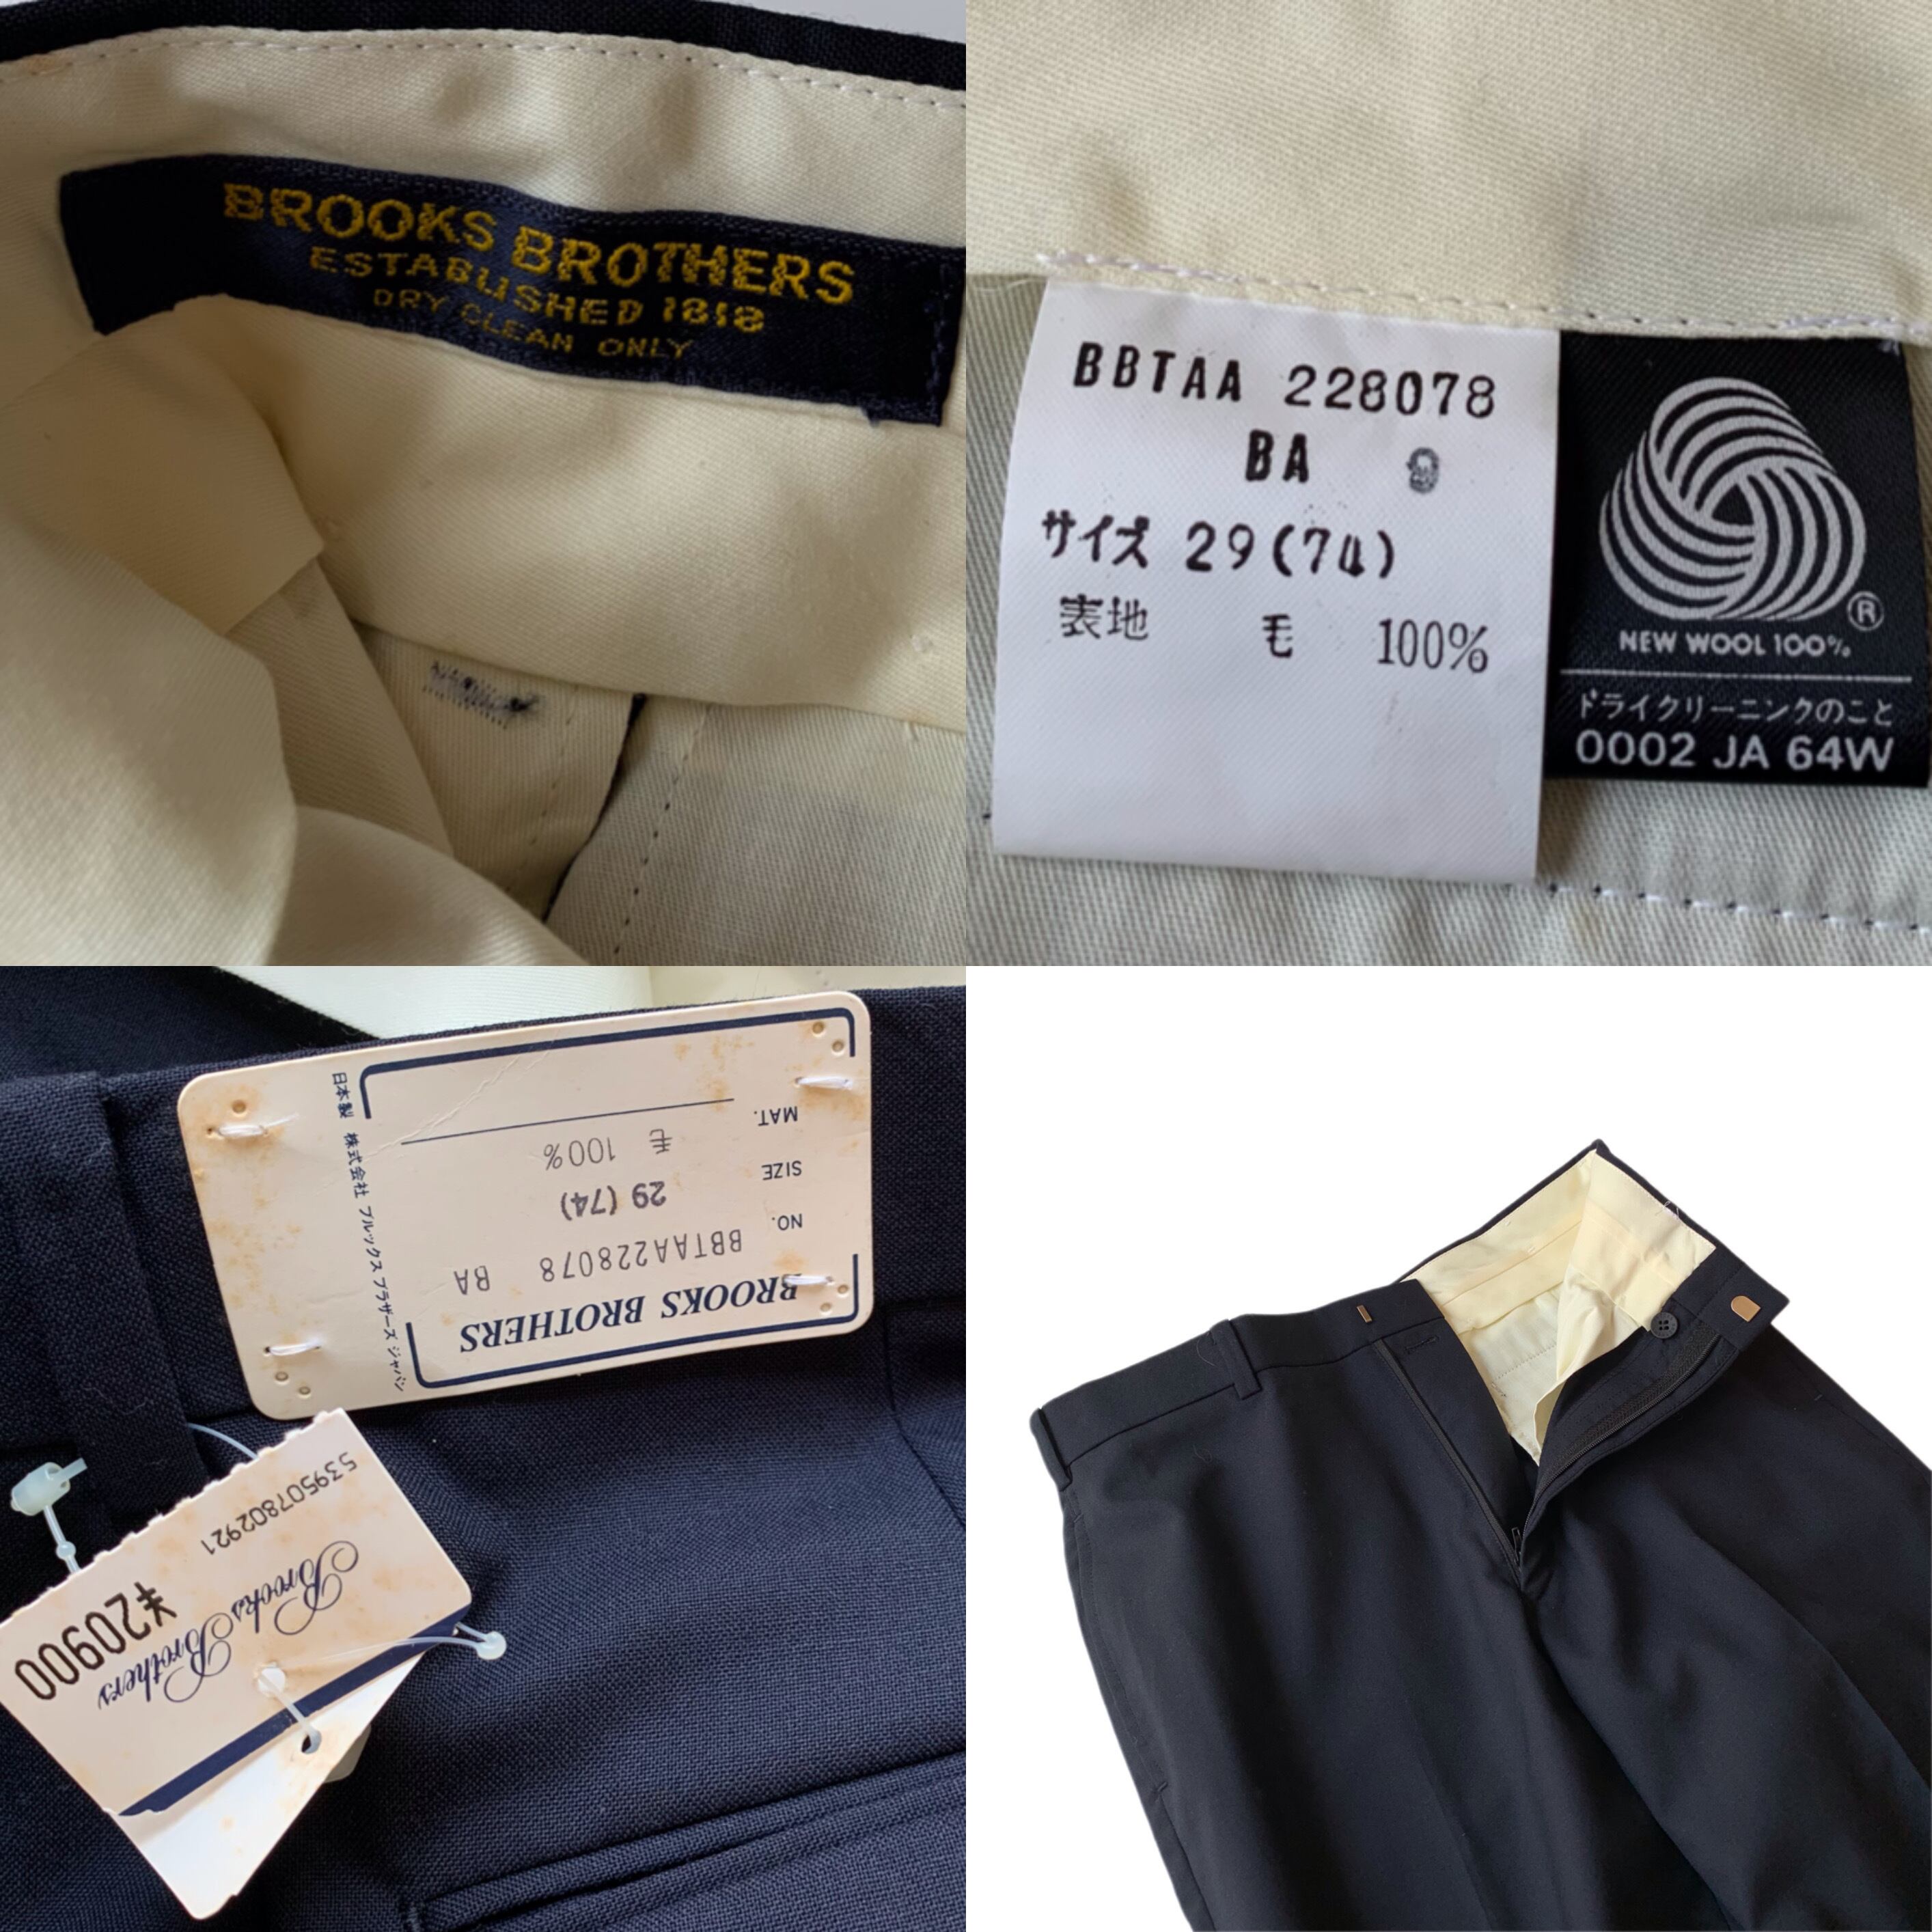 BROOKS BROTHERS
ESTABLISHED 1818
DRY CLEAN ONLY
BBTAA 228078
BA 9
サイズ 29(74)
表地 毛 100%
R
NEW WOOL 100%
ドライクリーニングのこと
0002 JA 64W
BROOKS BROTHERS
NO. BBTAA228078 BA
SIZE 29 (74)
MAT. 毛 100%
日本製 株式会社 ブルックス ブラザーズ ジャパン
Brooks Brothers
5395078802921
¥20900